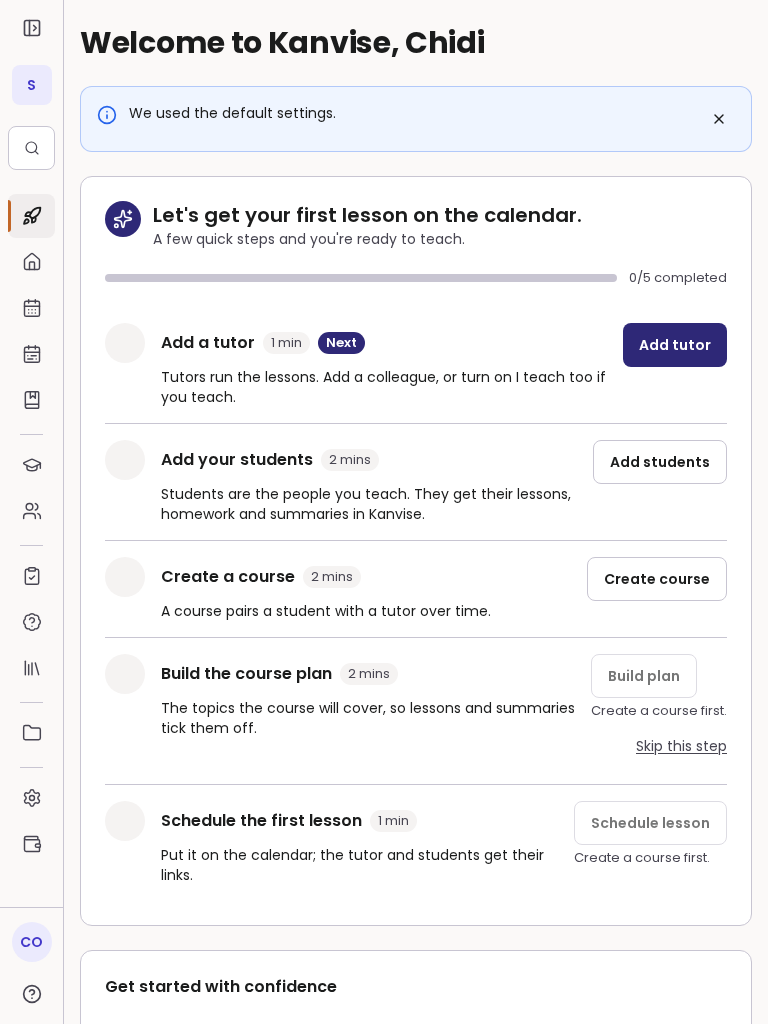 Welcome to Kanvise, Chidi
S
We used the default settings.
Let's get your first lesson on the calendar.
A few quick steps and you're ready to teach.
0/5 completed
Add a tutor 1 min Next
Add tutor
Tutors run the lessons. Add a colleague, or turn on I teach too if
you teach.
Add your students 2 mins
Add students
Students are the people you teach. They get their lessons,
homework and summaries in Kanvise.
Create a course 2 mins
Create course
A course pairs a student with a tutor over time.
Build the course plan 2 mins
Build plan
The topics the course will cover, so lessons and summaries
tick them off.
Create a course first.
Skip this step
Schedule the first lesson 1 min
Schedule lesson
Put it on the calendar; the tutor and students get their
links.
Create a course first.
CO
Get started with confidence